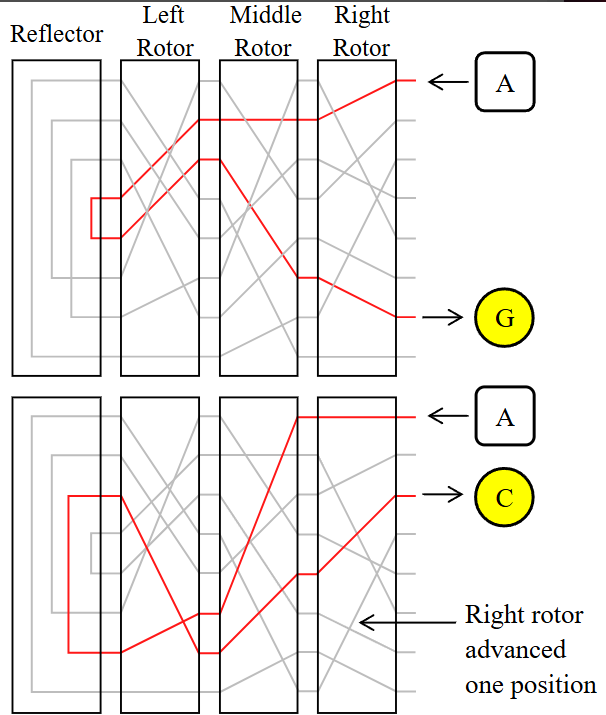 Reflector
Left
Rotor
Middle
Rotor
Right
Rotor
A
G
A
C
Right rotor
advanced
one position